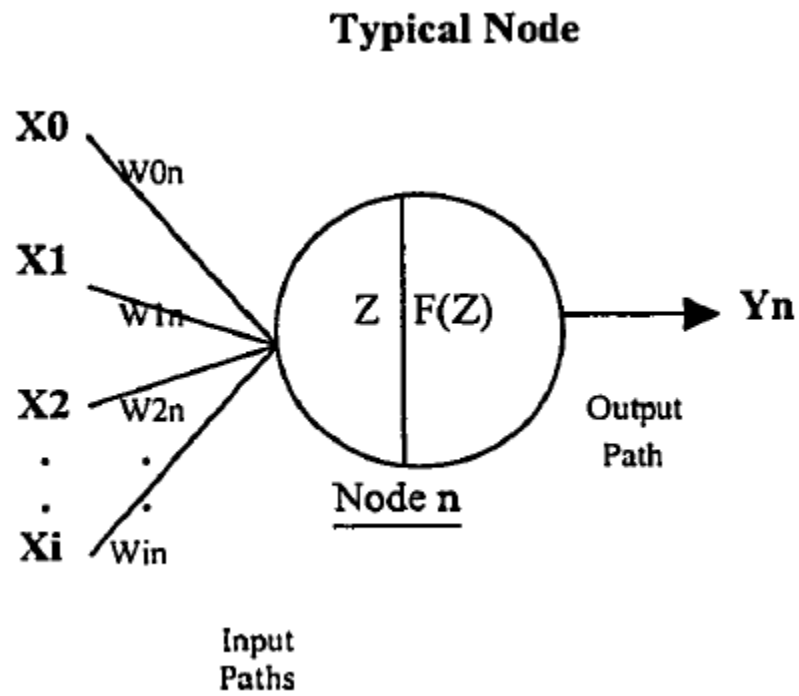 Typical Node
X0
W0n
X1
W1n
X2
W2n
Xi
Win
Z
F(Z)
Yn
Output
Path
Node n
Input
Paths